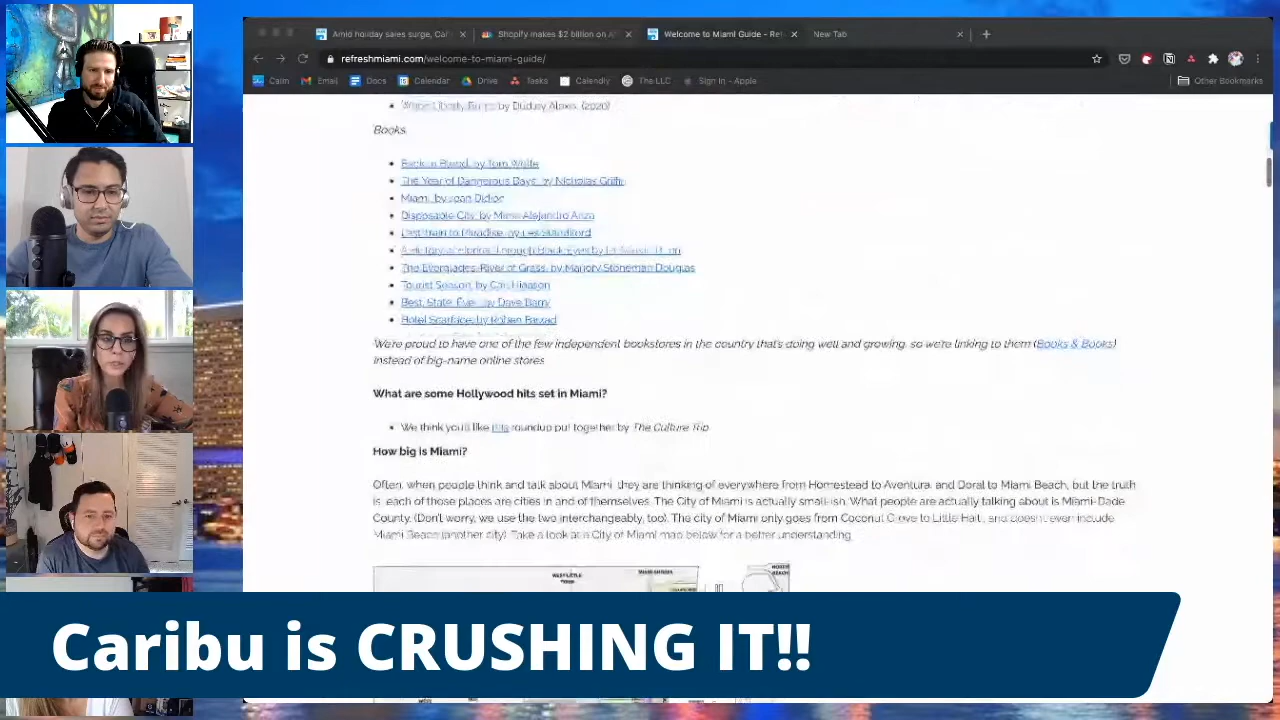 Amid holiday sales surge, Cari
Shopify makes $2 billion on
Welcome to Miami Guide - Ref
New Tab
refreshmiami.com/welcome-to-miami-guide/
Calm
Email
Docs
Calendar
Drive
Tasks
Calendly
The LLC
Sign In - Apple
Other Bookmarks
by Dudley Alexis, (2020)
Books
by Tom Wolfe
The Year of Dangerous Days, by Nicholas Griffin
Miami, by Joan Didion
Disposable City, by Mario Alejandro Ariza
Last Train to Paradise, by Les Standiford
The Everglades: River of Grass, by Marjory Stoneman Douglas
Tourist Season, by Carl Hiaasen
Best. State. Ever., by Dave Barry
Hotel Scarface, by Roben Farzad
We're proud to have one of the few independent bookstores in the country that's doing well and growing, so we're linking to them (Books & Books)
instead of big-name online stores
What are some Hollywood hits set in Miami?
We think you'll like this roundup put together by The Culture Trip
How big is Miami?
Often, when people think and talk about Miami, they are thinking of everywhere from Homestead to Aventura, and Doral to Miami Beach, but the truth
is, each of those places are cities in and of themselves. The City of Miami is actually small-ish. What people are actually talking about is Miami-Dade
County. (Don't worry, we use the two interchangeably, too). The city of Miami only goes from Coconut Grove to Little Haiti, and doesn't even include
Miami Beach (another city). Take a look at a City of Miami map below for a better understanding
WEST LITTLE
RIVER
MIAMI SHORES
NORTH
BEACH
Caribu is CRUSHING IT!!